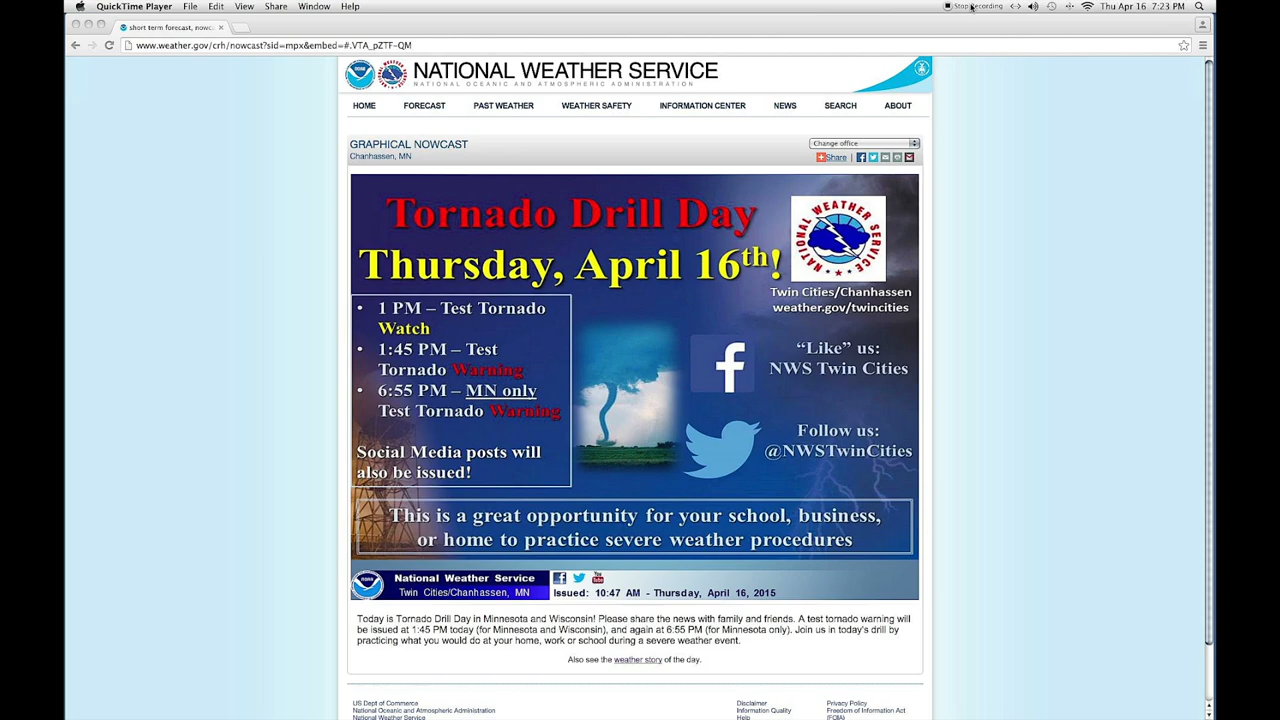 QuickTime Player File Edit View Share Window Help
Stop Recording Thu Apr 16 7:23 PM
short term forecast, nowc
www.weather.gov/crh/nowcast?sid=mpx&embed=#.VTA_pZTF-QM
NATIONAL WEATHER SERVICE
NATIONAL OCEANIC AND ATMOSPHERIC ADMINISTRATION
HOME FORECAST PAST WEATHER WEATHER SAFETY INFORMATION CENTER NEWS SEARCH ABOUT
GRAPHICAL NOWCAST
Change office
Chanhassen, MN
Share |
Tornado Drill Day
Thursday, April 16th!
NATIONAL WEATHER SERVICE
Twin Cities/Chanhassen
weather.gov/twincities
• 1 PM – Test Tornado
Watch
• 1:45 PM – Test
Tornado Warning
• 6:55 PM – MN only
Test Tornado Warning
Social Media posts will
also be issued!
"Like" us:
NWS Twin Cities
Follow us:
@NWSTwinCities
This is a great opportunity for your school, business,
or home to practice severe weather procedures
National Weather Service
Twin Cities/Chanhassen, MN
Issued: 10:47 AM - Thursday, April 16, 2015
Today is Tornado Drill Day in Minnesota and Wisconsin! Please share the news with family and friends. A test tornado warning will
be issued at 1:45 PM today (for Minnesota and Wisconsin), and again at 6:55 PM (for Minnesota only). Join us in today's drill by
practicing what you would do at your home, work or school during a severe weather event.
Also see the weather story of the day.
US Dept of Commerce
National Oceanic and Atmospheric Administration
National Weather Service
Disclaimer
Information Quality
Help
Privacy Policy
Freedom of Information Act
(FOIA)